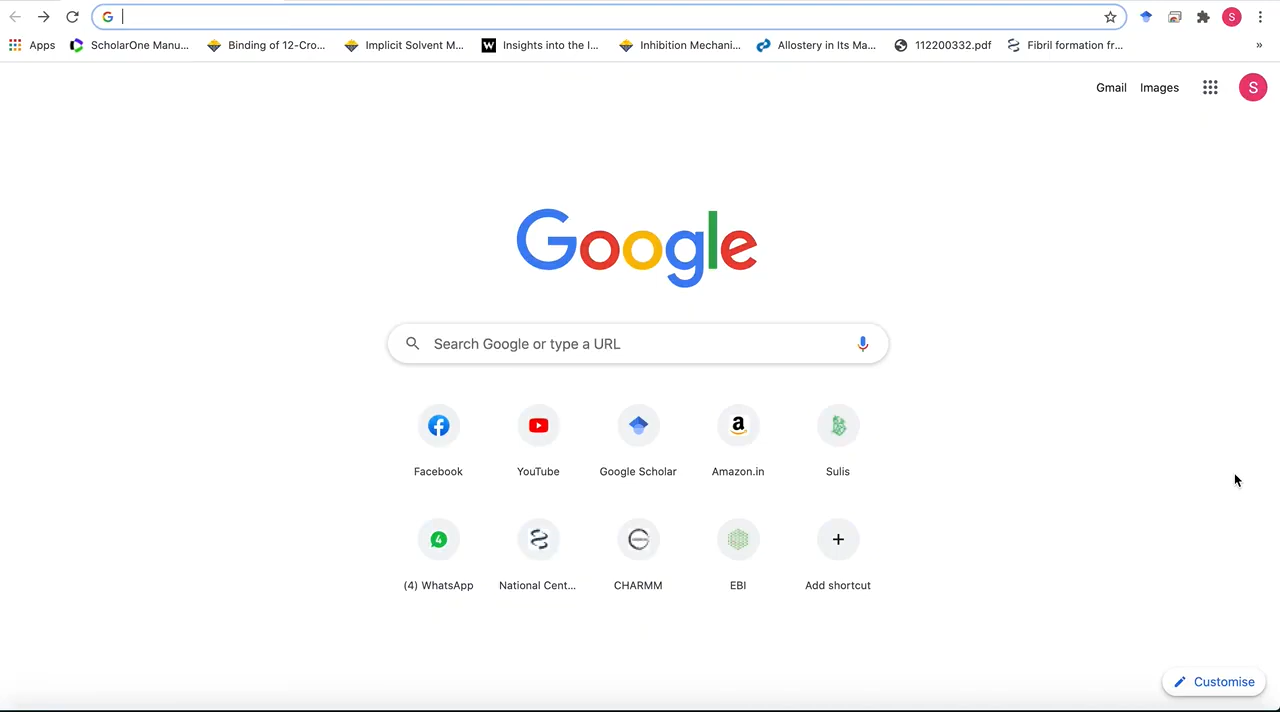 S
Apps ScholarOne Manu... Binding of 12-Cro... Implicit Solvent M... W Insights into the I... Inhibition Mechani... Allostery in Its Ma... 112200332.pdf Fibril formation fr... »
Gmail Images S
Google
Search Google or type a URL
Facebook YouTube Google Scholar Amazon.in Sulis
4
(4) WhatsApp National Cent... CHARMM EBI Add shortcut
Customise